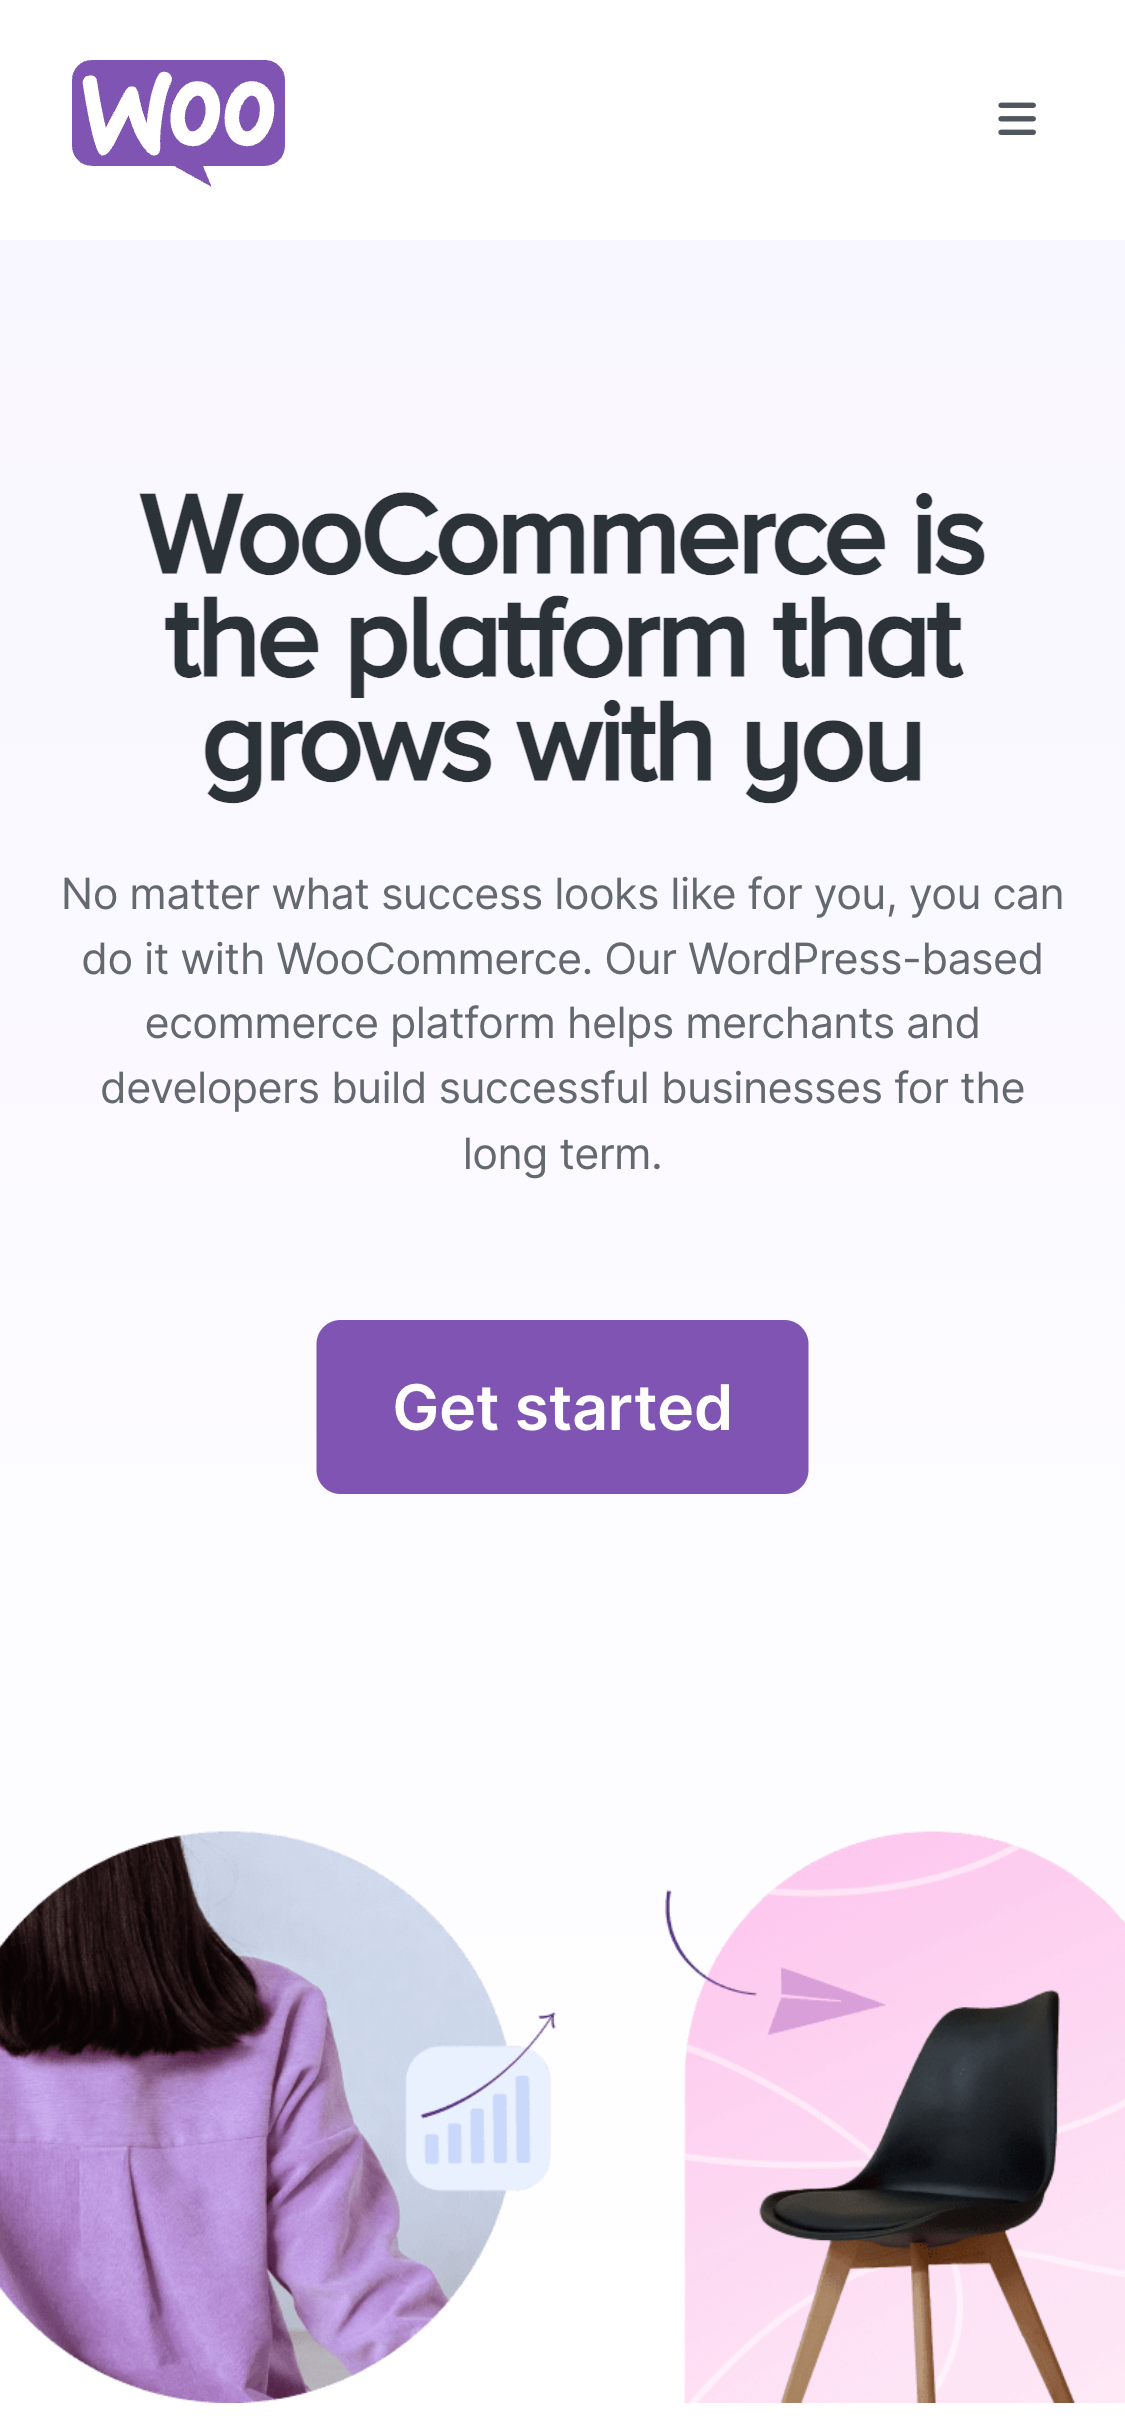 Woo
WooCommerce is
the platform that
grows with you
No matter what success looks like for you, you can
do it with WooCommerce. Our WordPress-based
ecommerce platform helps merchants and
developers build successful businesses for the
long term.
Get started